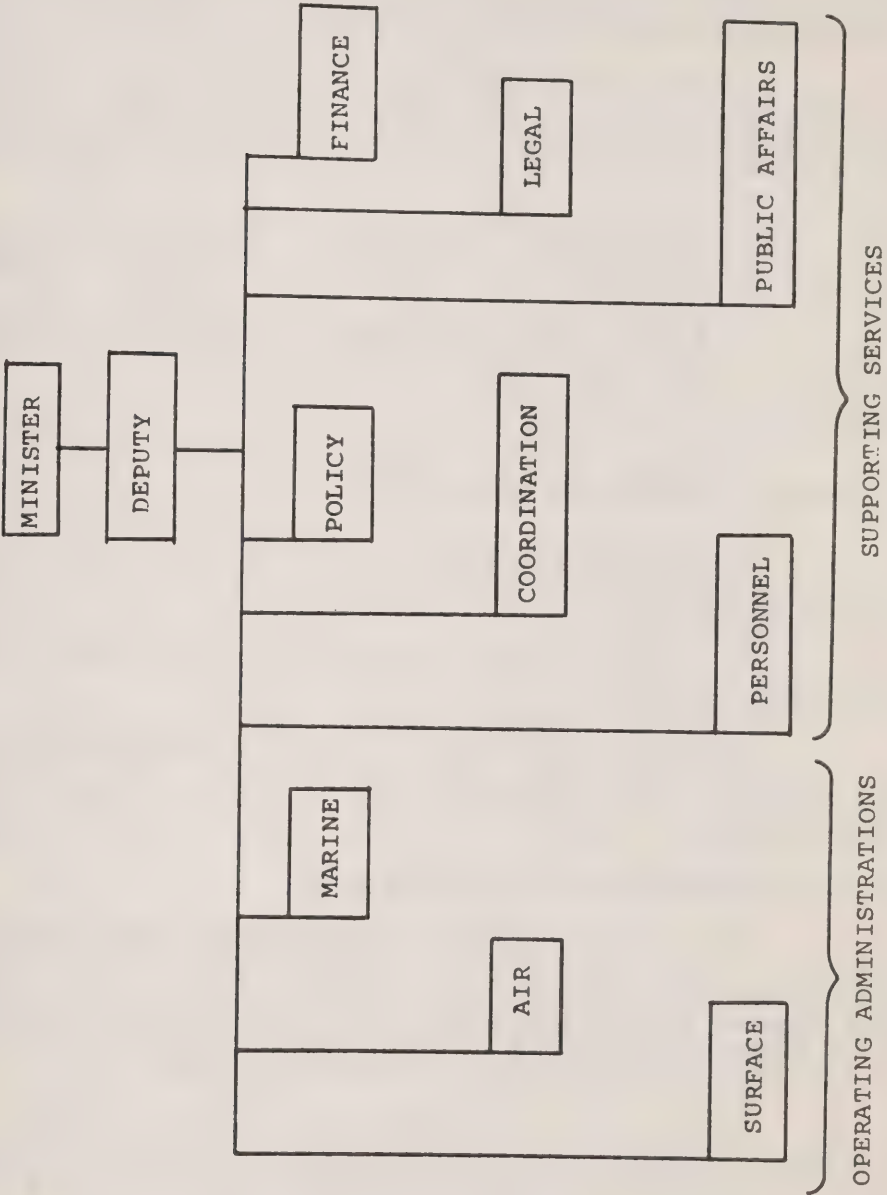 MINISTER
DEPUTY
MARINE
POLICY
FINANCE
AIR
COORDINATION
LEGAL
SURFACE
PERSONNEL
PUBLIC AFFAIRS
OPERATING ADMINISTRATIONS
SUPPORTING SERVICES